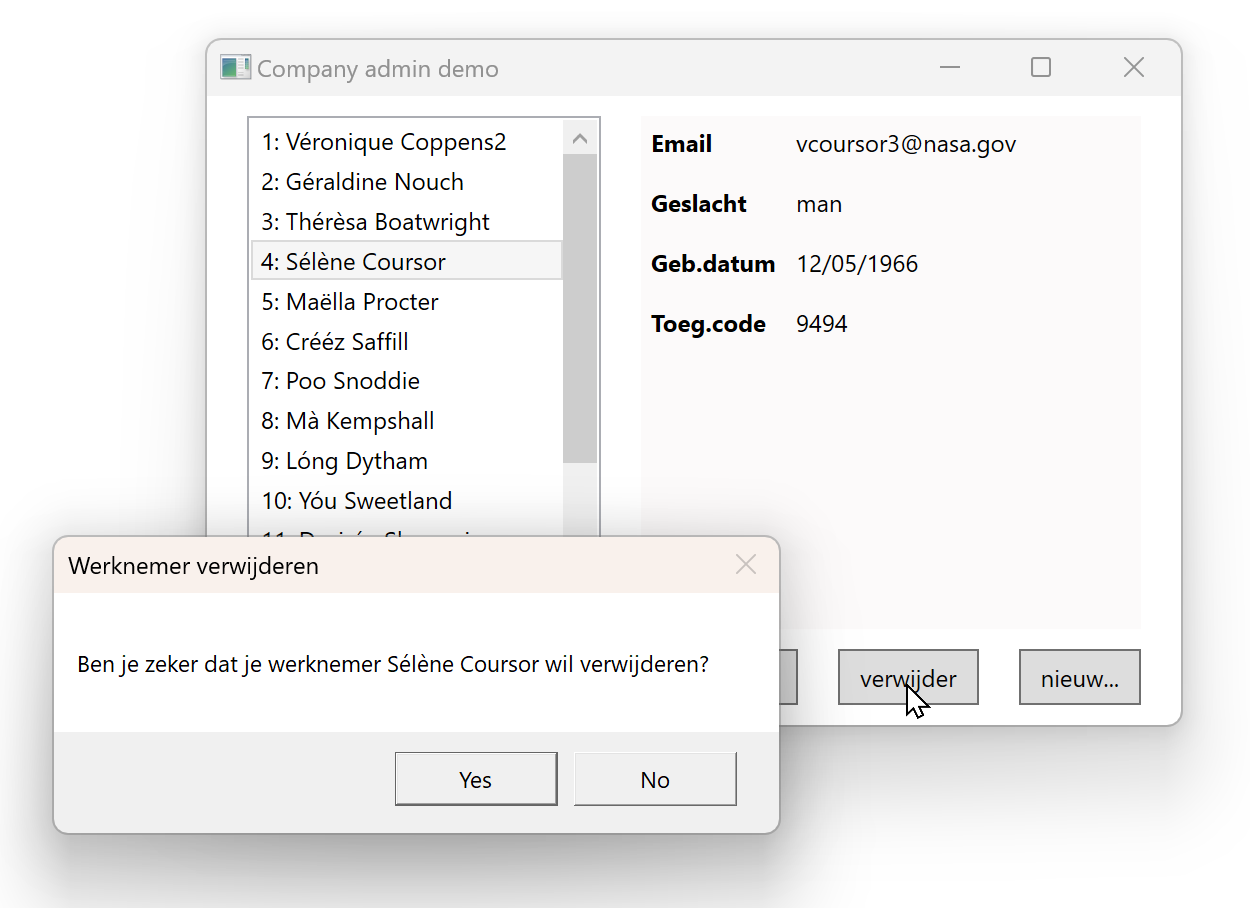 Company admin demo
1: Véronique Coppens2
2: Géraldine Nouch
3: Thérèsa Boatwright
4: Sélène Coursor
5: Maëlla Procter
6: Crééz Saffill
7: Poo Snoddie
8: Mà Kempshall
9: Lóng Dytham
10: Yóu Sweetland
Email vcoursor3@nasa.gov
Geslacht man
Geb.datum 12/05/1966
Toeg.code 9494
verwijder
nieuw...
Werknemer verwijderen
Ben je zeker dat je werknemer Sélène Coursor wil verwijderen?
Yes
No